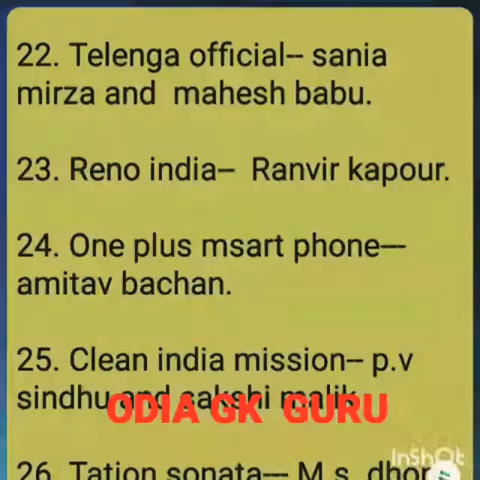 22. Telenga official-- sania
mirza and mahesh babu.
23. Reno india-- Ranvir kapour.
24. One plus msart phone---
amitav bachan.
25. Clean india mission-- p.v
sindhu and sakshi malik
ODIA GK GURU
InShOt
26. Tation sonata--- M.s. dhor